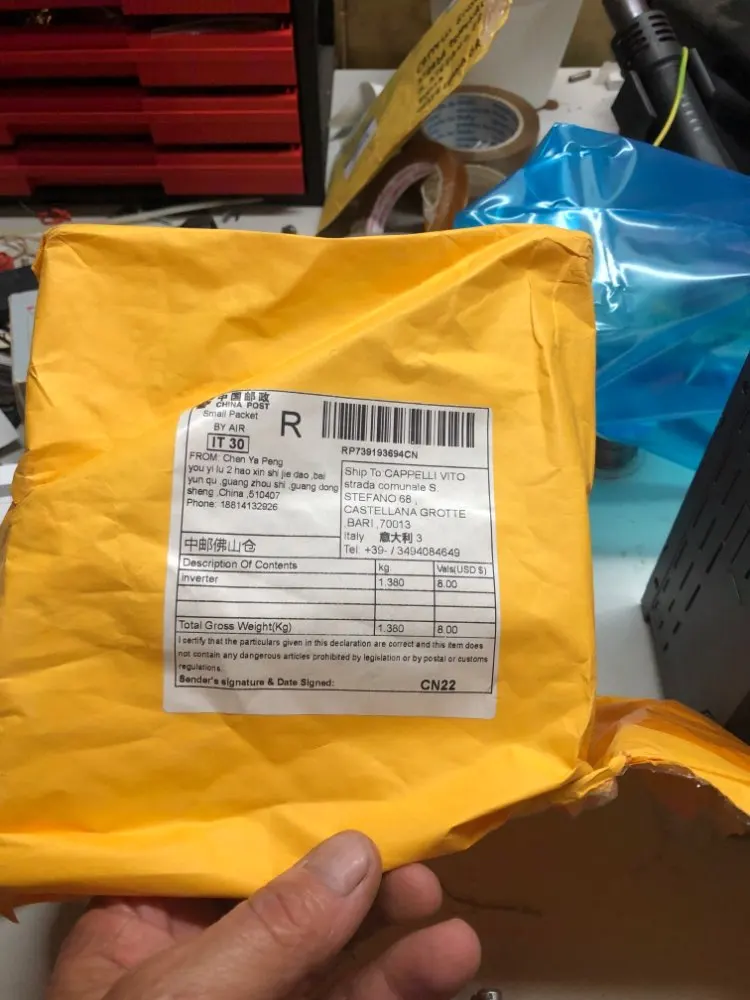 中国邮政
CHINA POST
Small Packet
BY AIR
IT 30
R
RP739193694CN
FROM: Chen Ya Peng
you yi lu 2 hao xin shi jie dao ,bai
yun qu ,guang zhou shi ,guang dong
sheng ,China ,510407
Phone: 18814132926
中邮佛山仓
Ship To CAPPELLI VITO
strada comunale S.
STEFANO 68 ,
CASTELLANA GROTTE
,BARI ,70013
Italy 意大利 3
Tel: +39- / 3494084649
Description Of Contents kg Vals(USD $)
Inverter 1.380 8.00
Total Gross Weight(Kg) 1.380 8.00
I certify that the particulars given in this declaration are correct and this item does
not contain any dangerous articles prohibited by legislation or by postal or customs
regulations.
Sender's signature & Date Signed: CN22